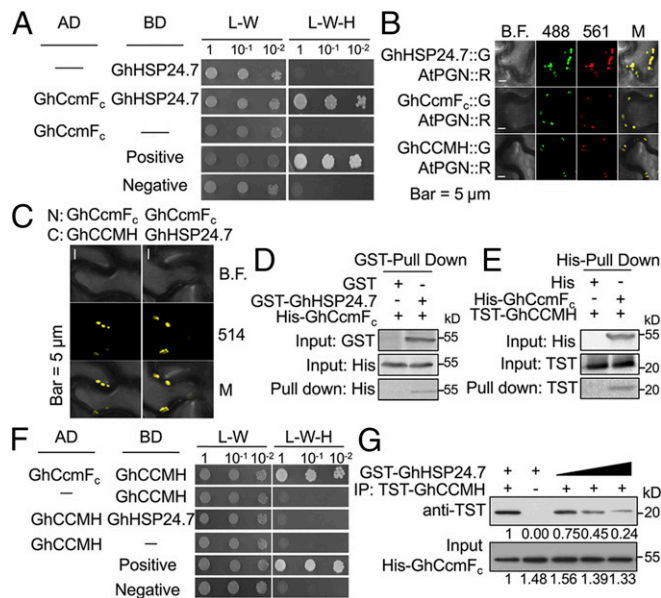 A
AD BD L-W L-W-H
1 10⁻¹ 10⁻² 1 10⁻¹ 10⁻²
— GhHSP24.7
GhCcmFc GhHSP24.7
GhCcmFc —
Positive
Negative
B
B.F. 488 561 M
GhHSP24.7::G
AtPGN::R
GhCcmFc::G
AtPGN::R
GhCCMH::G
AtPGN::R
Bar = 5 μm
C
N: GhCcmFc GhCcmFc
C: GhCCMH GhHSP24.7
B.F.
514
M
Bar = 5 μm
D
GST-Pull Down
GST + -
GST-GhHSP24.7 - +
His-GhCcmFc + + kD
Input: GST 55
Input: His 55
Pull down: His 55
E
His-Pull Down
His + -
His-GhCcmFc - +
TST-GhCCMH + + kD
Input: His 55
Input: TST 20
Pull down: TST 20
F
AD BD L-W L-W-H
1 10⁻¹ 10⁻² 1 10⁻¹ 10⁻²
GhCcmFc GhCCMH
— GhCCMH
GhCCMH GhHSP24.7
GhCCMH —
Positive
Negative
G
GST-GhHSP24.7 + +
IP: TST-GhCCMH + - + + + kD
anti-TST 20
1 0.00 0.75 0.45 0.24
Input
His-GhCcmFc 55
1 1.48 1.56 1.39 1.33